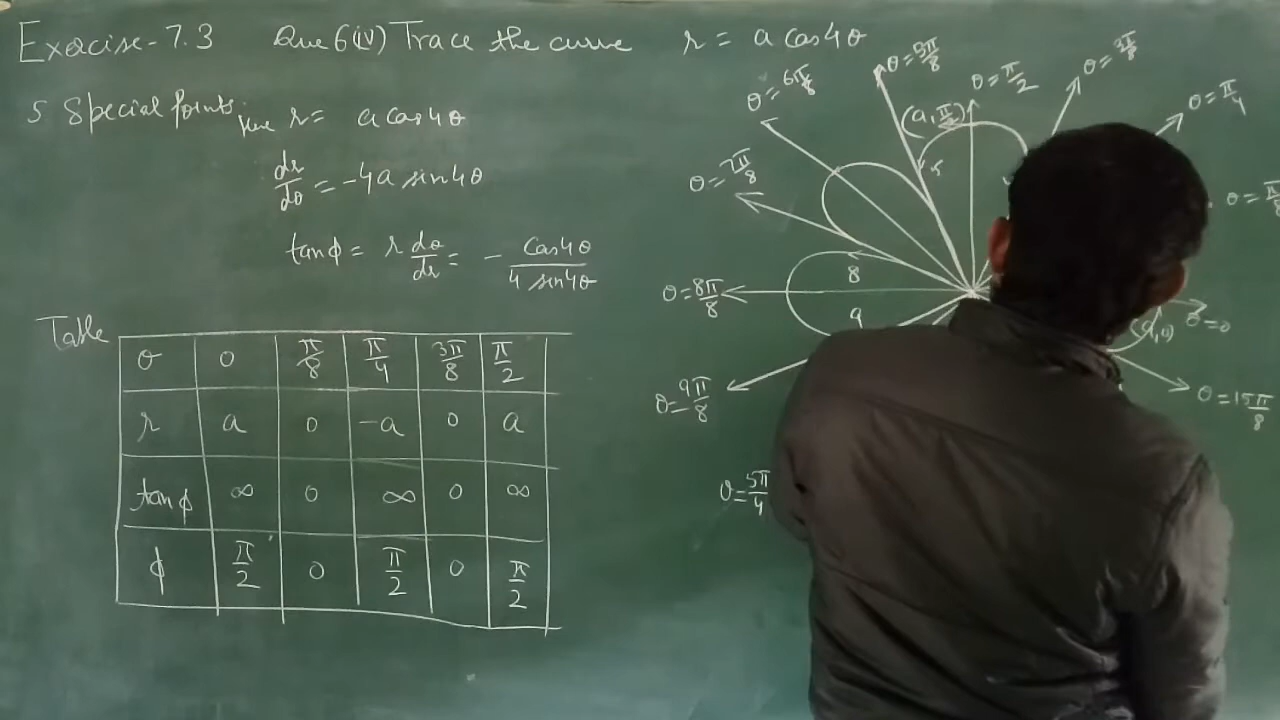 Exercise-7.3 Que 6(iv) Trace the curve r = a cos4θ
5 Special Points, r = a cos4θ
dr/dθ = -4a sin4θ
tanϕ = r dθ/dr = - cos4θ / 4 sin4θ
Table
θ 0 π/8 π/4 3π/8 π/2
r a 0 -a 0 a
tanϕ ∞ 0 ∞ 0 ∞
ϕ π/2 0 π/2 0 π/2
θ=5π/8
θ=π/2
θ=3π/8
θ=6π/8
θ=π/4
(a, π/2)
5
θ=7π/8
θ=π/8
θ=8π/8
8
9
(a,0)
θ=0
θ=9π/8
θ=15π/8
θ=5π/4